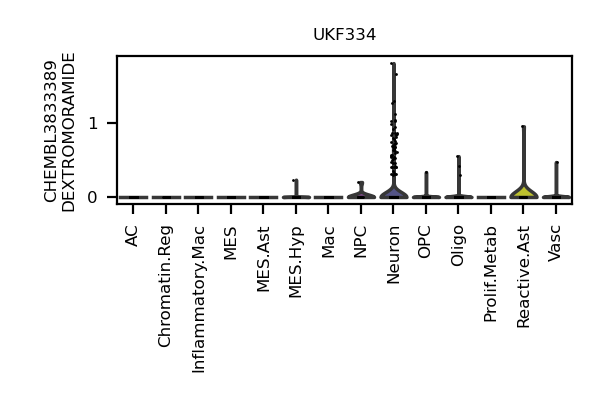 UKF334
CHEMBL3833389
DEXTROMORAMIDE
1
0
AC
Chromatin.Reg
Inflammatory.Mac
MES
MES.Ast
MES.Hyp
Mac
NPC
Neuron
OPC
Oligo
Prolif.Metab
Reactive.Ast
Vasc